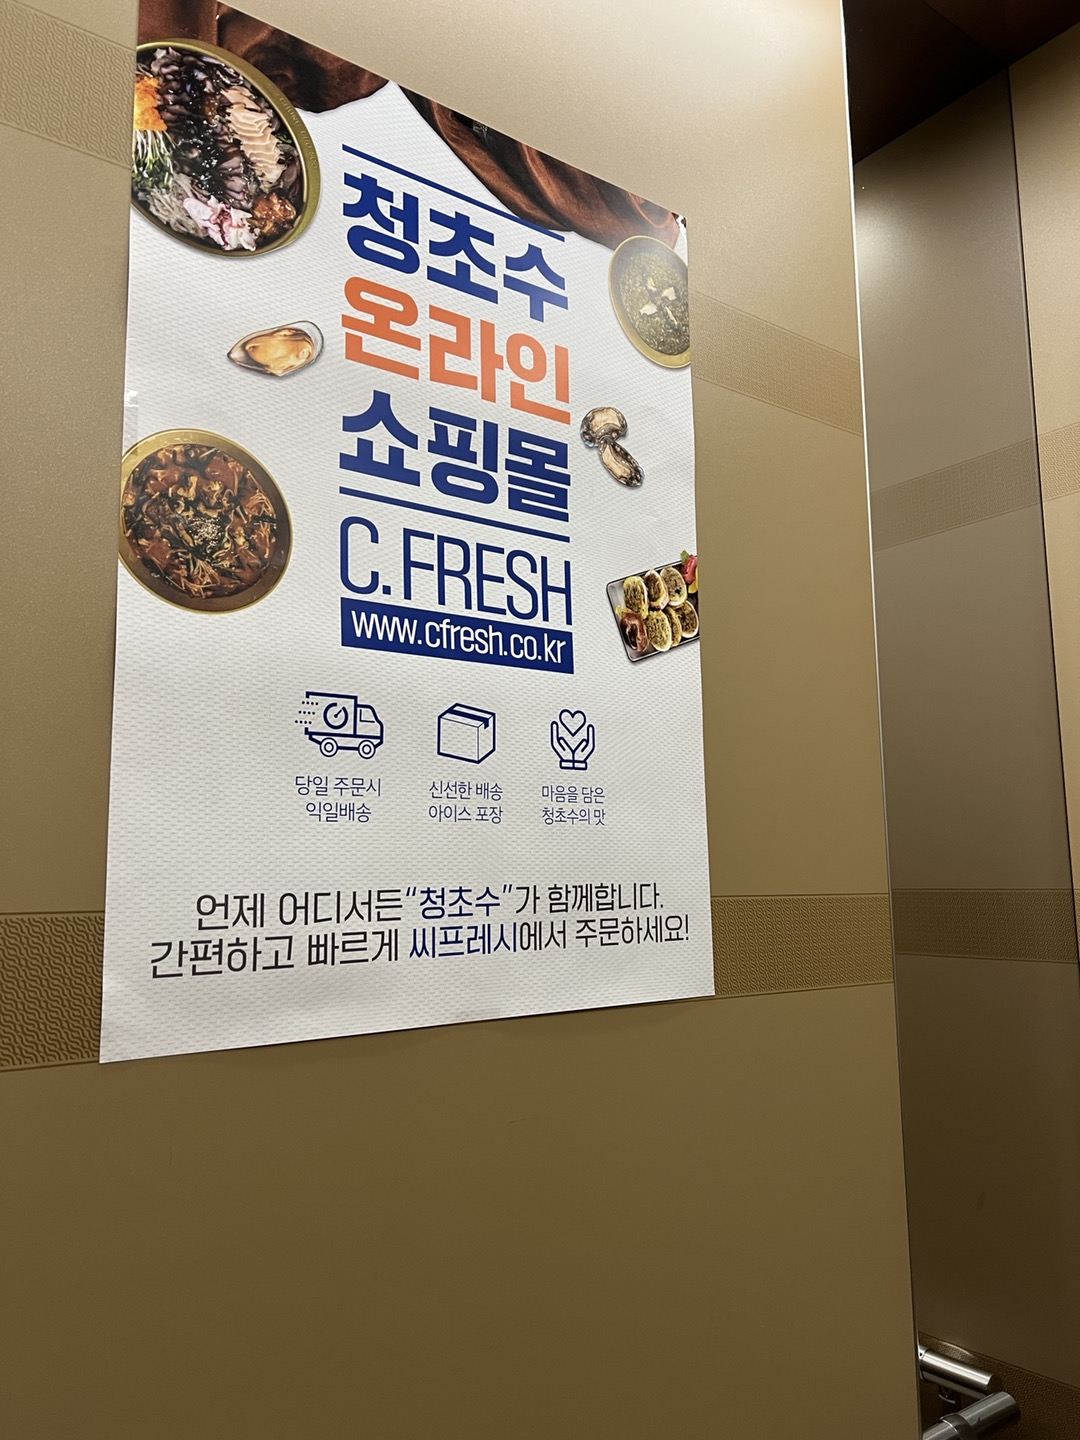 청초수
온라인
쇼핑몰
C.FRESH
www.cfresh.co.kr
당일 주문시
익일배송
신선한 배송
아이스 포장
마음을 담은
청초수의 맛
언제 어디서든 “청초수”가 함께합니다.
간편하고 빠르게 씨프레시에서 주문하세요!